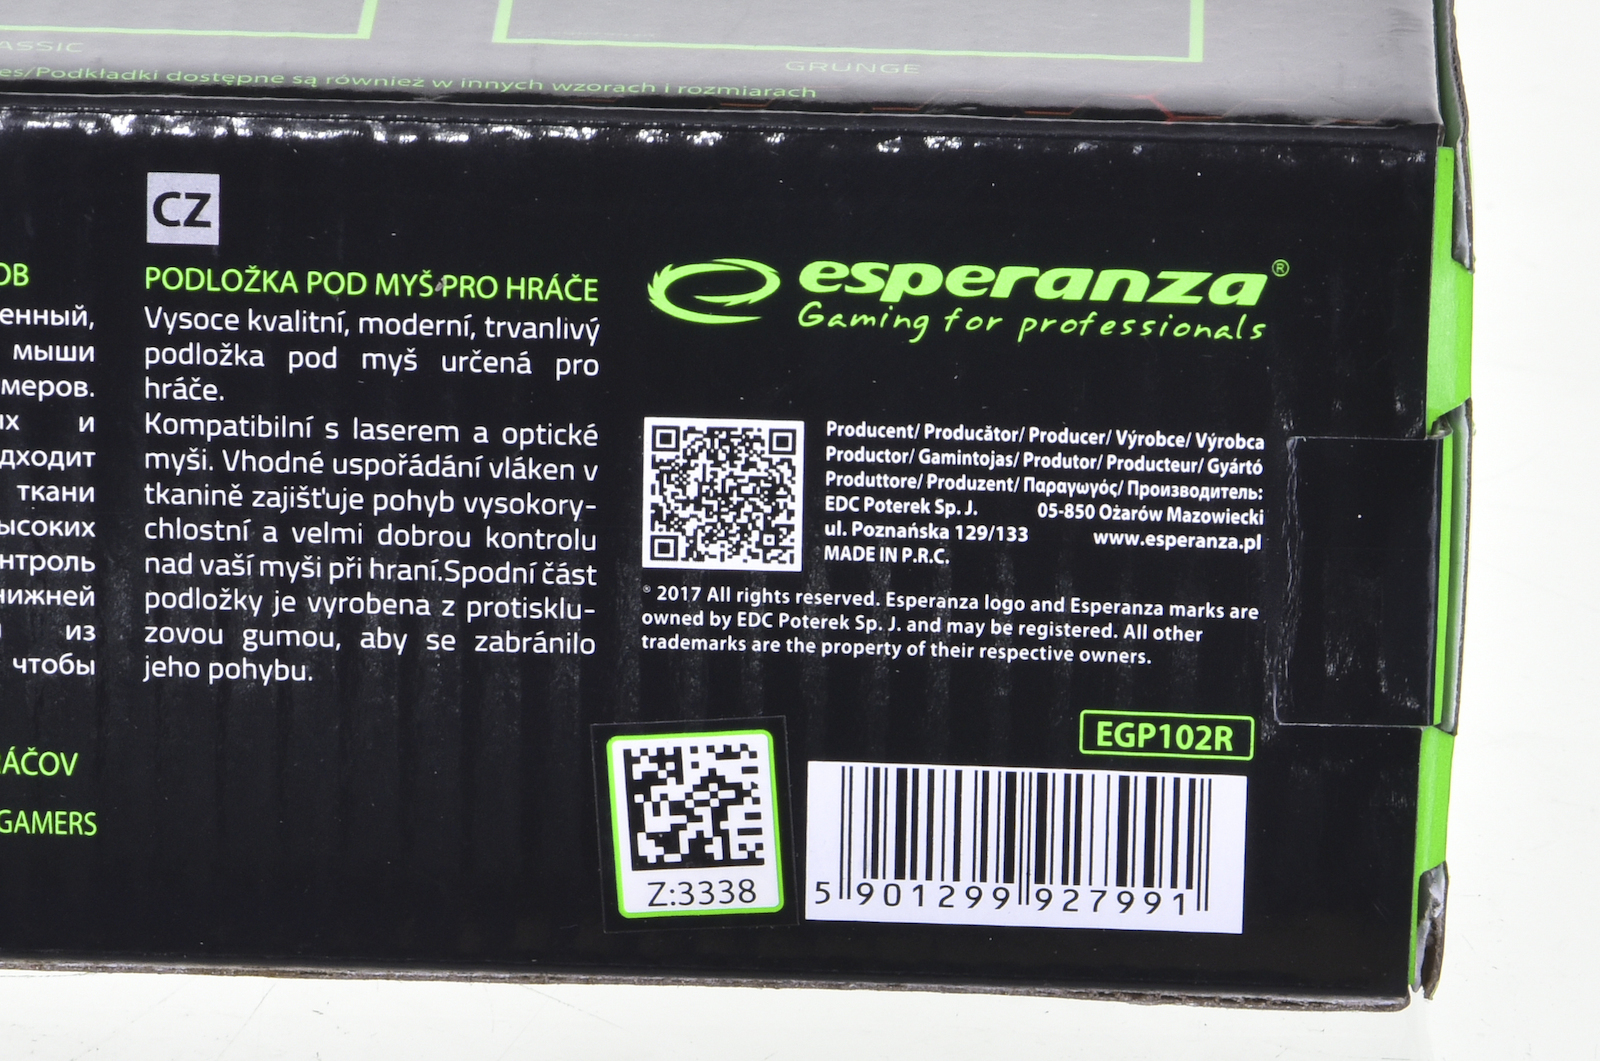 GRUNGE
es/Podkładki dostępne są również w innych wzorach i rozmiarach
CZ
PODLOŽKA POD MYŠ PRO HRÁČE
Vysoce kvalitní, moderní, trvanlivý
podložka pod myš určená pro
hráče.
Kompatibilní s laserem a optické
myši. Vhodné uspořádání vláken v
tkanině zajišťuje pohyb vysokory-
chlostní a velmi dobrou kontrolu
nad vaší myši při hraní.Spodní část
podložky je vyrobena z protisklu-
zovou gumou, aby se zabránilo
jeho pohybu.
ОВ
енный,
мыши
меров.
ых и
дходит
ткани
ысоких
нтроль
нижней
из
чтобы
ÁČOV
GAMERS
esperanza®
Gaming for professionals
Producent/ Producător/ Producer/ Výrobce/ Výrobca
Productor/ Gamintojas/ Produtor/ Producteur/ Gyártó
Produttore/ Produzent/ Παραγωγός/ Производитель:
EDC Poterek Sp. J. 05-850 Ożarów Mazowiecki
ul. Poznańska 129/133 www.esperanza.pl
MADE IN P.R.C.
® 2017 All rights reserved. Esperanza logo and Esperanza marks are
owned by EDC Poterek Sp. J. and may be registered. All other
trademarks are the property of their respective owners.
EGP102R
Z:3338
5 901299 927991